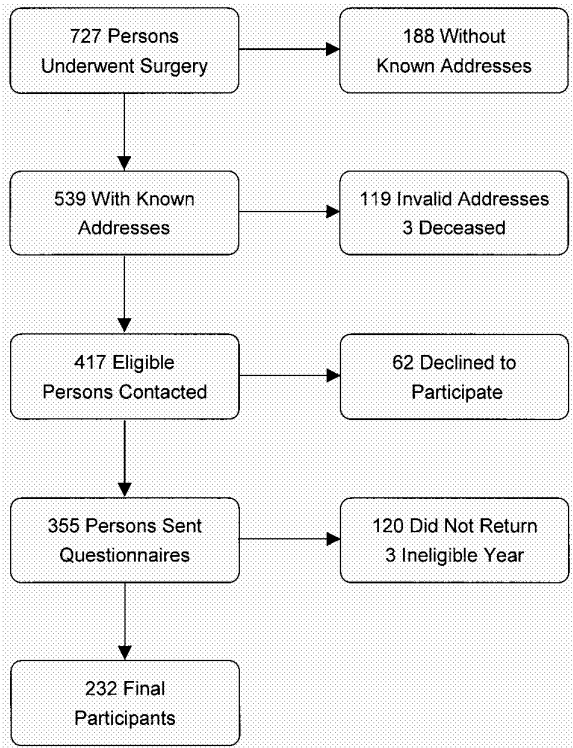 727 Persons
Underwent Surgery
188 Without
Known Addresses
539 With Known
Addresses
119 Invalid Addresses
3 Deceased
417 Eligible
Persons Contacted
62 Declined to
Participate
355 Persons Sent
Questionnaires
120 Did Not Return
3 Ineligible Year
232 Final
Participants